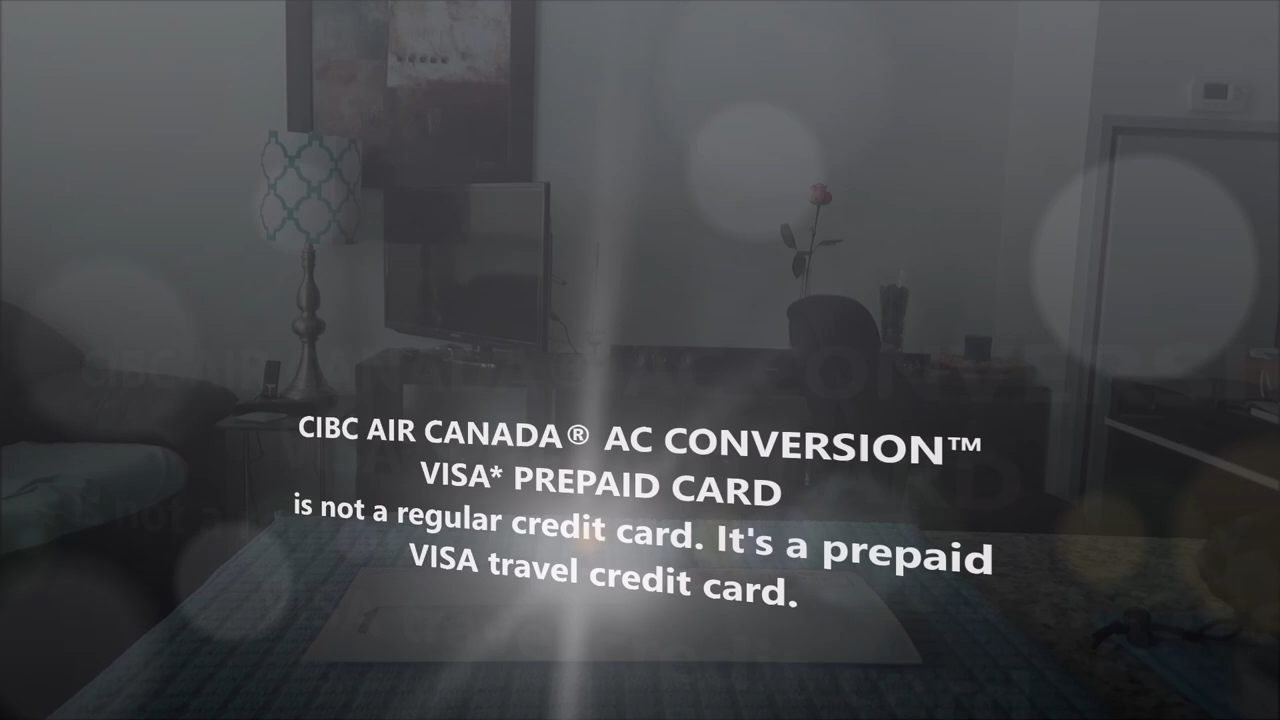 CIBC AIR CANADA® AC CONVERSION™
VISA* PREPAID CARD
is not a regular credit card. It's a prepaid
VISA travel credit card.